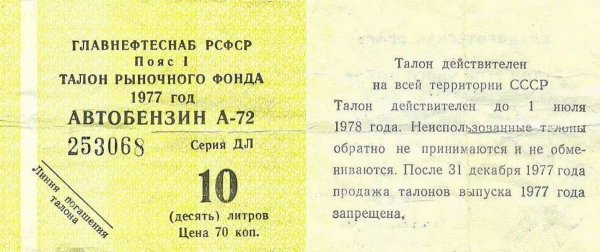 ГЛАВНЕФТЕСНАБ РСФСР
Пояс I
ТАЛОН РЫНОЧНОГО ФОНДА
1977 год
АВТОБЕНЗИН А-72
253068 Серия ДЛ
Линия погашения
талона
10
(десять) литров
Цена 70 коп.
Талон действителен
на всей территории СССР
Талон действителен до 1 июля
1978 года. Неиспользованные талоны
обратно не принимаются и не обме-
ниваются. После 31 декабря 1977 года
продажа талонов выпуска 1977 года
запрещена.